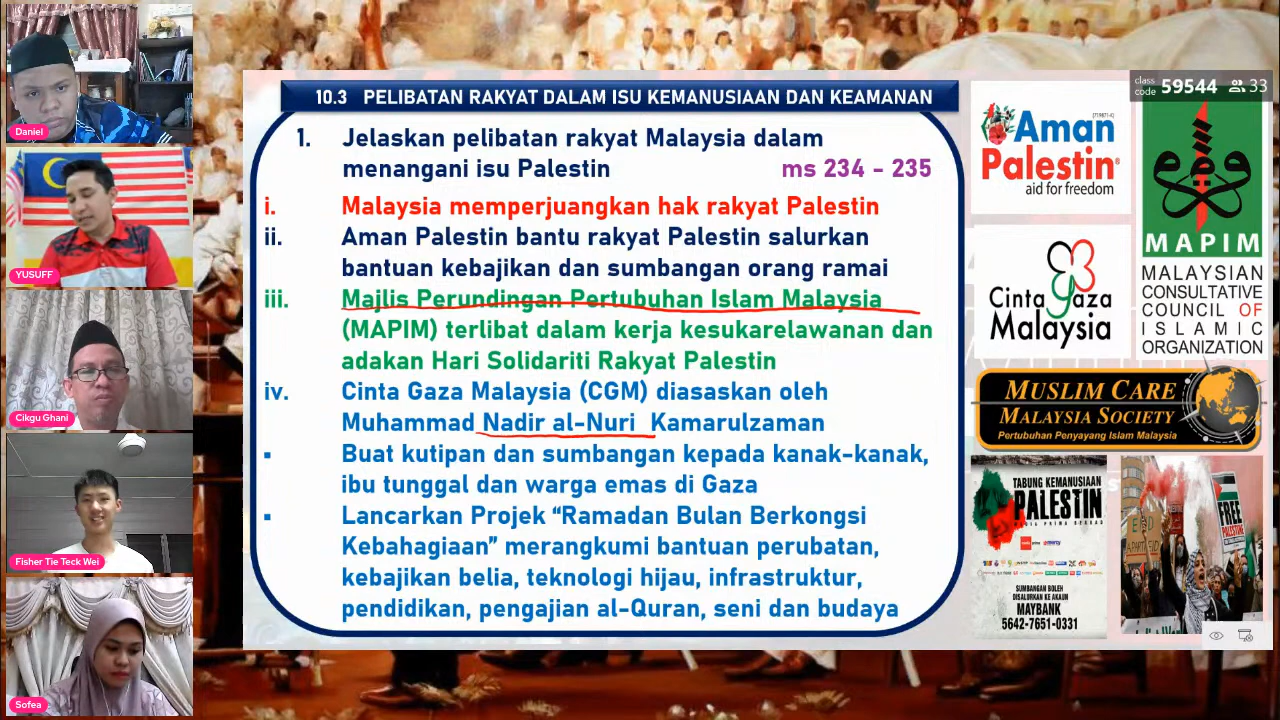 Daniel
YUSUFF
Cikgu Ghani
Fisher Tie Teck Wei
Sofea
10.3 PELIBATAN RAKYAT DALAM ISU KEMANUSIAAN DAN KEAMANAN
1. Jelaskan pelibatan rakyat Malaysia dalam
menangani isu Palestin ms 234 - 235
i. Malaysia memperjuangkan hak rakyat Palestin
ii. Aman Palestin bantu rakyat Palestin salurkan
bantuan kebajikan dan sumbangan orang ramai
iii. Majlis Perundingan Pertubuhan Islam Malaysia
(MAPIM) terlibat dalam kerja kesukarelawanan dan
adakan Hari Solidariti Rakyat Palestin
iv. Cinta Gaza Malaysia (CGM) diasaskan oleh
Muhammad Nadir al-Nuri Kamarulzaman
▪ Buat kutipan dan sumbangan kepada kanak-kanak,
ibu tunggal dan warga emas di Gaza
▪ Lancarkan Projek “Ramadan Bulan Berkongsi
Kebahagiaan” merangkumi bantuan perubatan,
kebajikan belia, teknologi hijau, infrastruktur,
pendidikan, pengajian al-Quran, seni dan budaya
class
code 59544 33
Aman
Palestin
aid for freedom
MAPIM
MALAYSIAN
CONSULTATIVE
COUNCIL OF
ISLAMIC
ORGANIZATION
Cinta Gaza
Malaysia
MUSLIM CARE
MALAYSIA SOCIETY
Pertubuhan Penyayang Islam Malaysia
TABUNG KEMANUSIAAN
PALESTIN
SUMBANGAN BOLEH
DISALURKAN KE AKAUN
MAYBANK
5642-7651-0331
FREE
PALESTINE